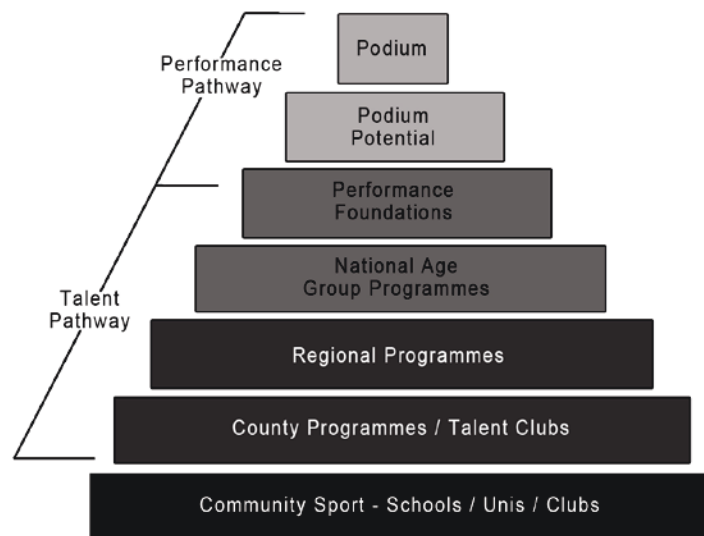 Podium
Performance
Pathway
Podium
Potential
Performance
Foundations
National Age
Group Programmes
Talent
Pathway
Regional Programmes
County Programmes / Talent Clubs
Community Sport - Schools / Unis / Clubs